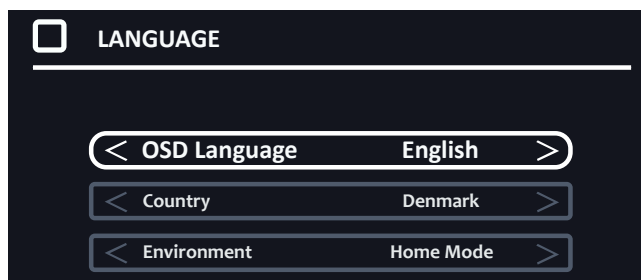 LANGUAGE
< OSD Language English >
< Country Denmark >
< Environment Home Mode >